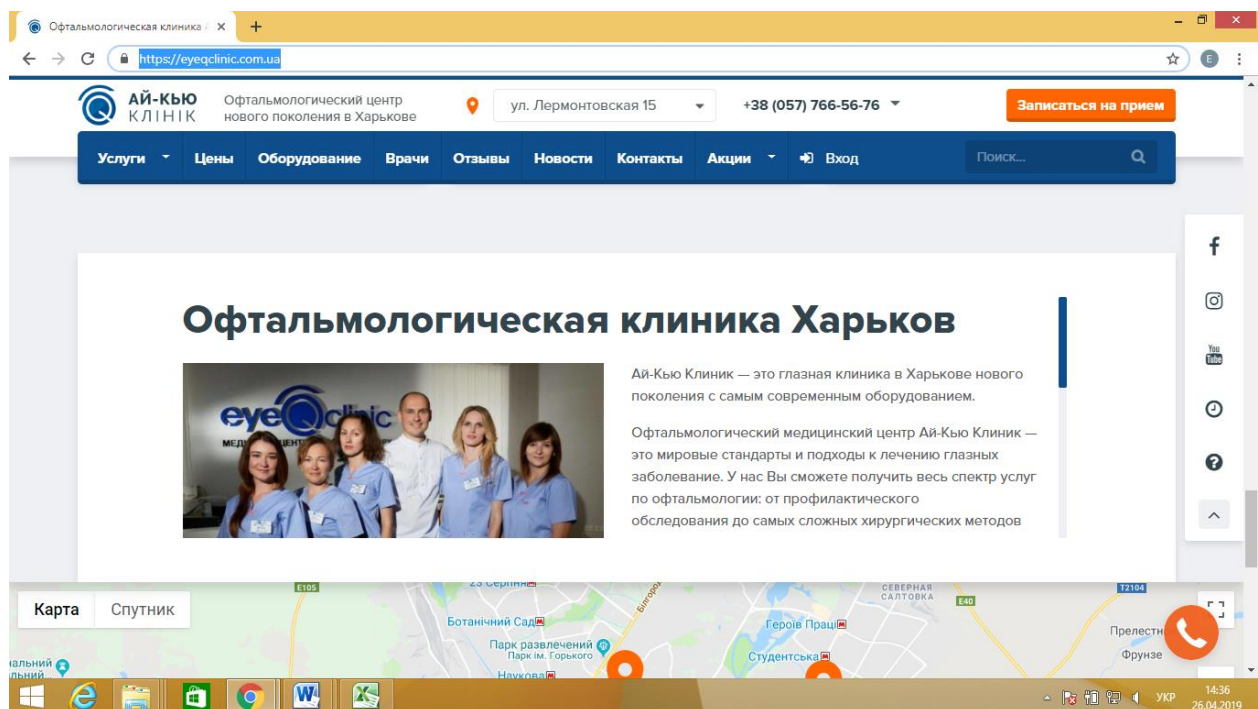 Офтальмологическая клиника
https://eyeqclinic.com.ua
E
АЙ-КЬЮ
КЛІНІК
Офтальмологический центр
нового поколения в Харькове
ул. Лермонтовская 15
+38 (057) 766-56-76
Записаться на прием
Услуги Цены Оборудование Врачи Отзывы Новости Контакты Акции Вход Поиск...
Офтальмологическая клиника Харьков
eyeQclinic
Ай-Кью Клиник — это глазная клиника в Харькове нового
поколения с самым современным оборудованием.
Офтальмологический медицинский центр Ай-Кью Клиник —
это мировые стандарты и подходы к лечению глазных
заболевание. У нас Вы сможете получить весь спектр услуг
по офтальмологии: от профилактического
обследования до самых сложных хирургических методов
You
Tube
Карта Спутник
E105
23 Серпня
Ботанічний Сад
Парк развлечений
Парк ім. Горького
Наукова
Білгород
Героїв Праці
Студентська
СЕВЕРНАЯ
САЛТОВКА
E40
T2104
Фрунзе
УКР
14:36
26.04.2019